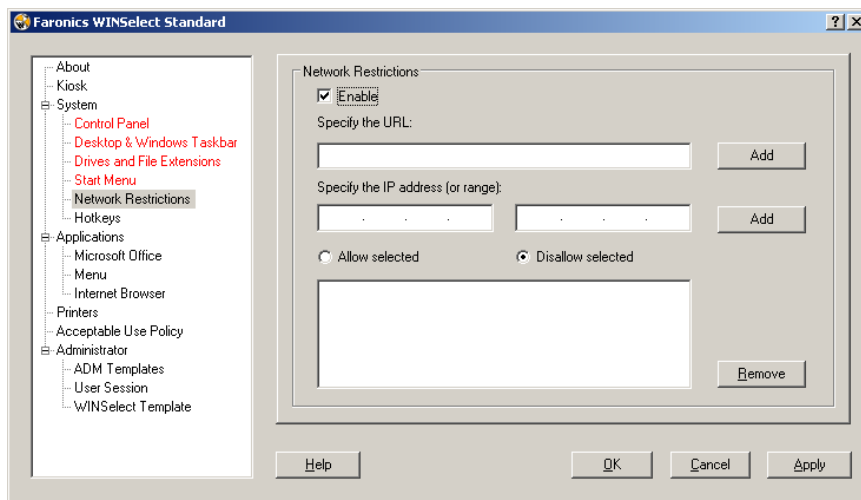 Faronics WINSelect Standard
About
Kiosk
System
Control Panel
Desktop & Windows Taskbar
Drives and File Extensions
Start Menu
Network Restrictions
Hotkeys
Applications
Microsoft Office
Menu
Internet Browser
Printers
Acceptable Use Policy
Administrator
ADM Templates
User Session
WINSelect Template
Network Restrictions
Enable
Specify the URL:
Add
Specify the IP address (or range):
. . . . . . Add
Allow selected Disallow selected
Remove
Help OK Cancel Apply